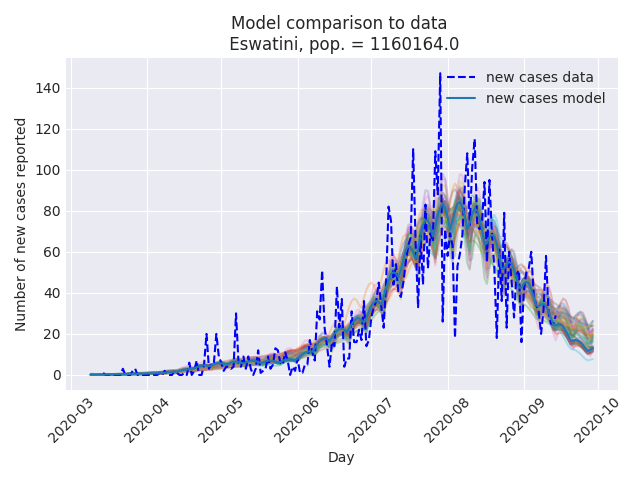 Model comparison to data
Eswatini, pop. = 1160164.0
new cases data
new cases model
Number of new cases reported
140
120
100
80
60
40
20
0
2020-03
2020-04
2020-05
2020-06
2020-07
2020-08
2020-09
2020-10
Day